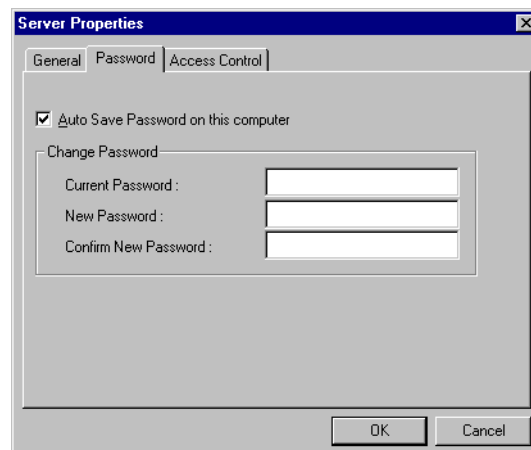 Server Properties
General Password Access Control
Auto Save Password on this computer
Change Password
Current Password :
New Password :
Confirm New Password :
OK Cancel